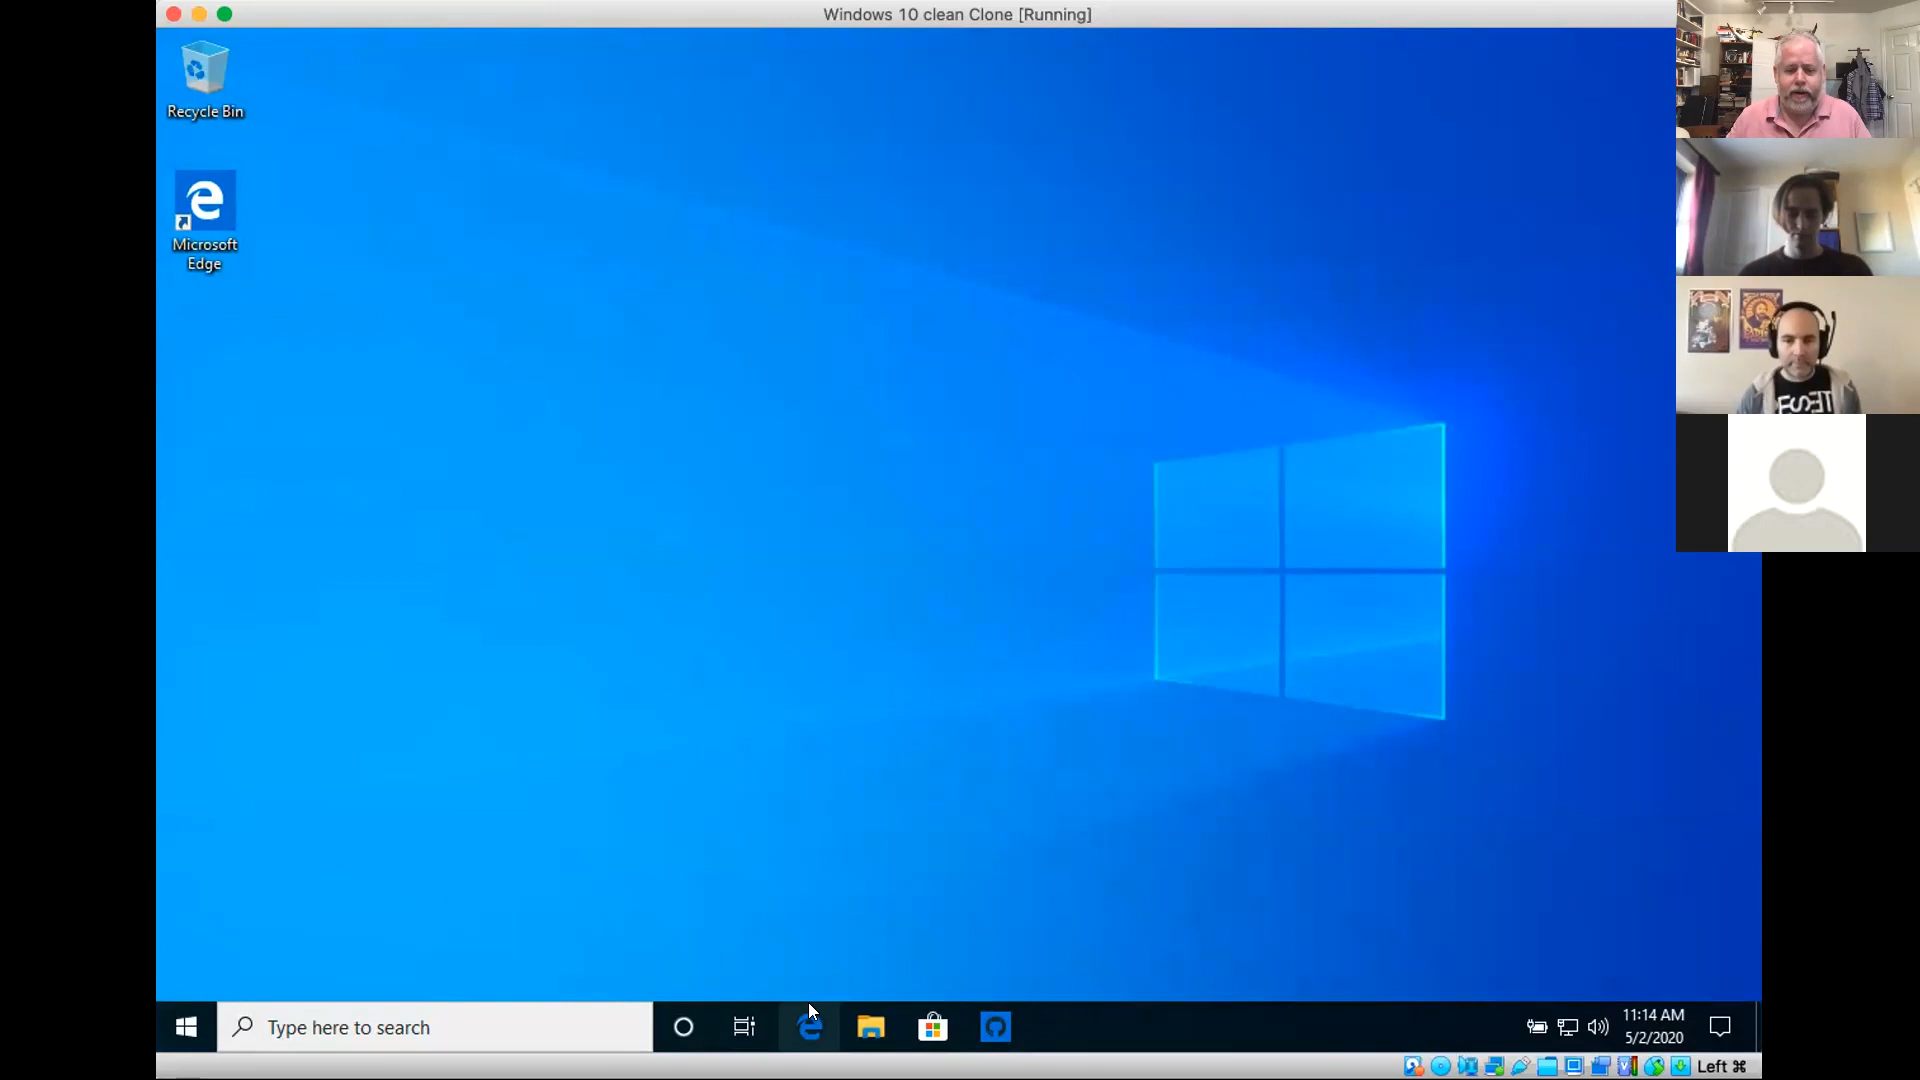 Windows 10 clean Clone [Running]
Recycle Bin
Microsoft
Edge
Type here to search
11:14 AM
5/2/2020
Left ⌘